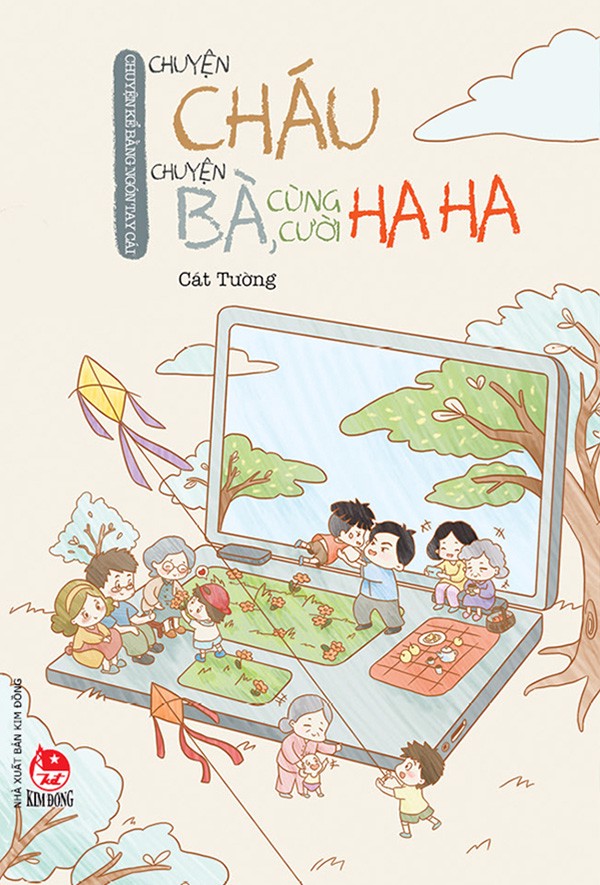 CHUYỆN KỂ BẰNG NGÓN TAY CÁI
CHUYỆN
CHÁU
CHUYỆN
BÀ, CÙNG CƯỜI HA HA
Cát Tường
NHÀ XUẤT BẢN KIM ĐỒNG
kđ
KIM ĐỒNG